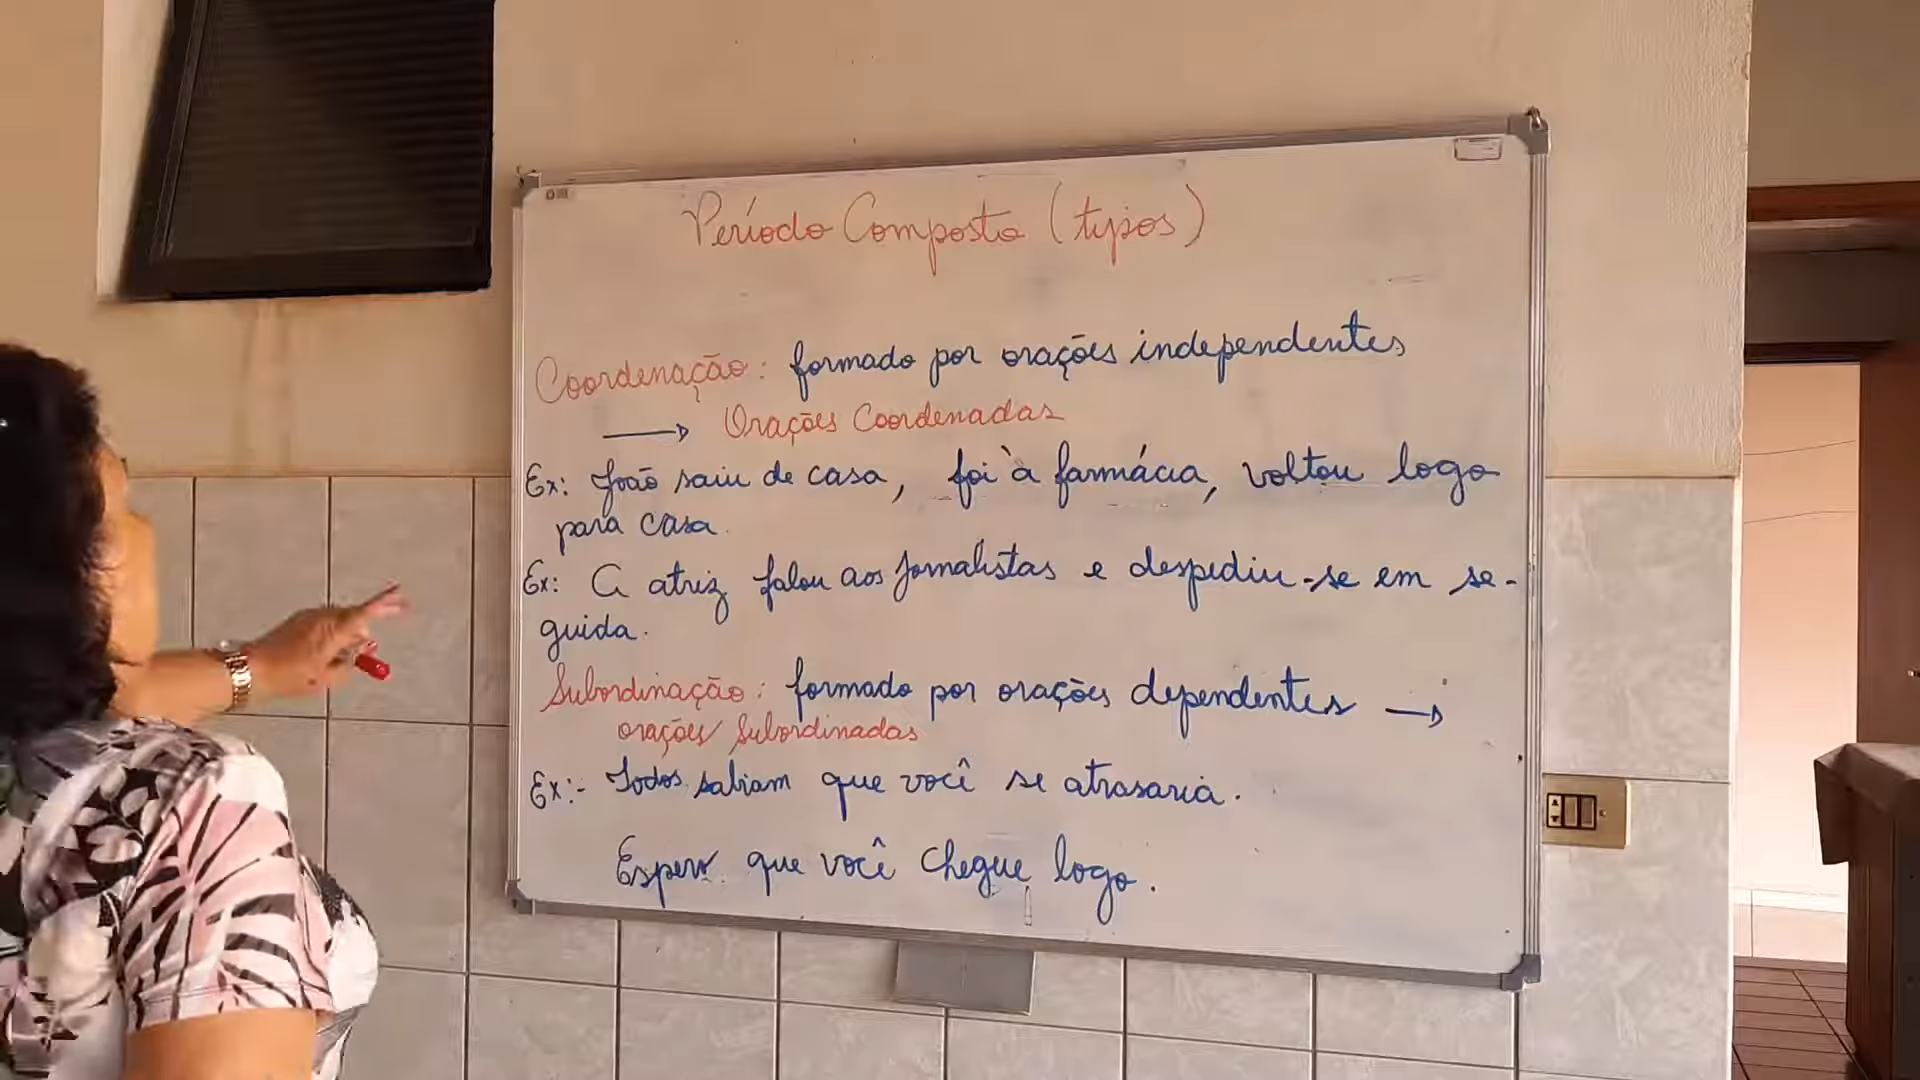 Período Composto (tipos)
Coordenação: formado por orações independentes
Orações Coordenadas
Ex: João saiu de casa, foi à farmácia, voltou logo
para casa.
Ex: A atriz falou aos jornalistas e despediu-se em se-
guida.
Subordinação: formado por orações dependentes →
orações Subordinadas
Ex:- Todos sabiam que você se atrasaria.
Espero que você chegue logo.